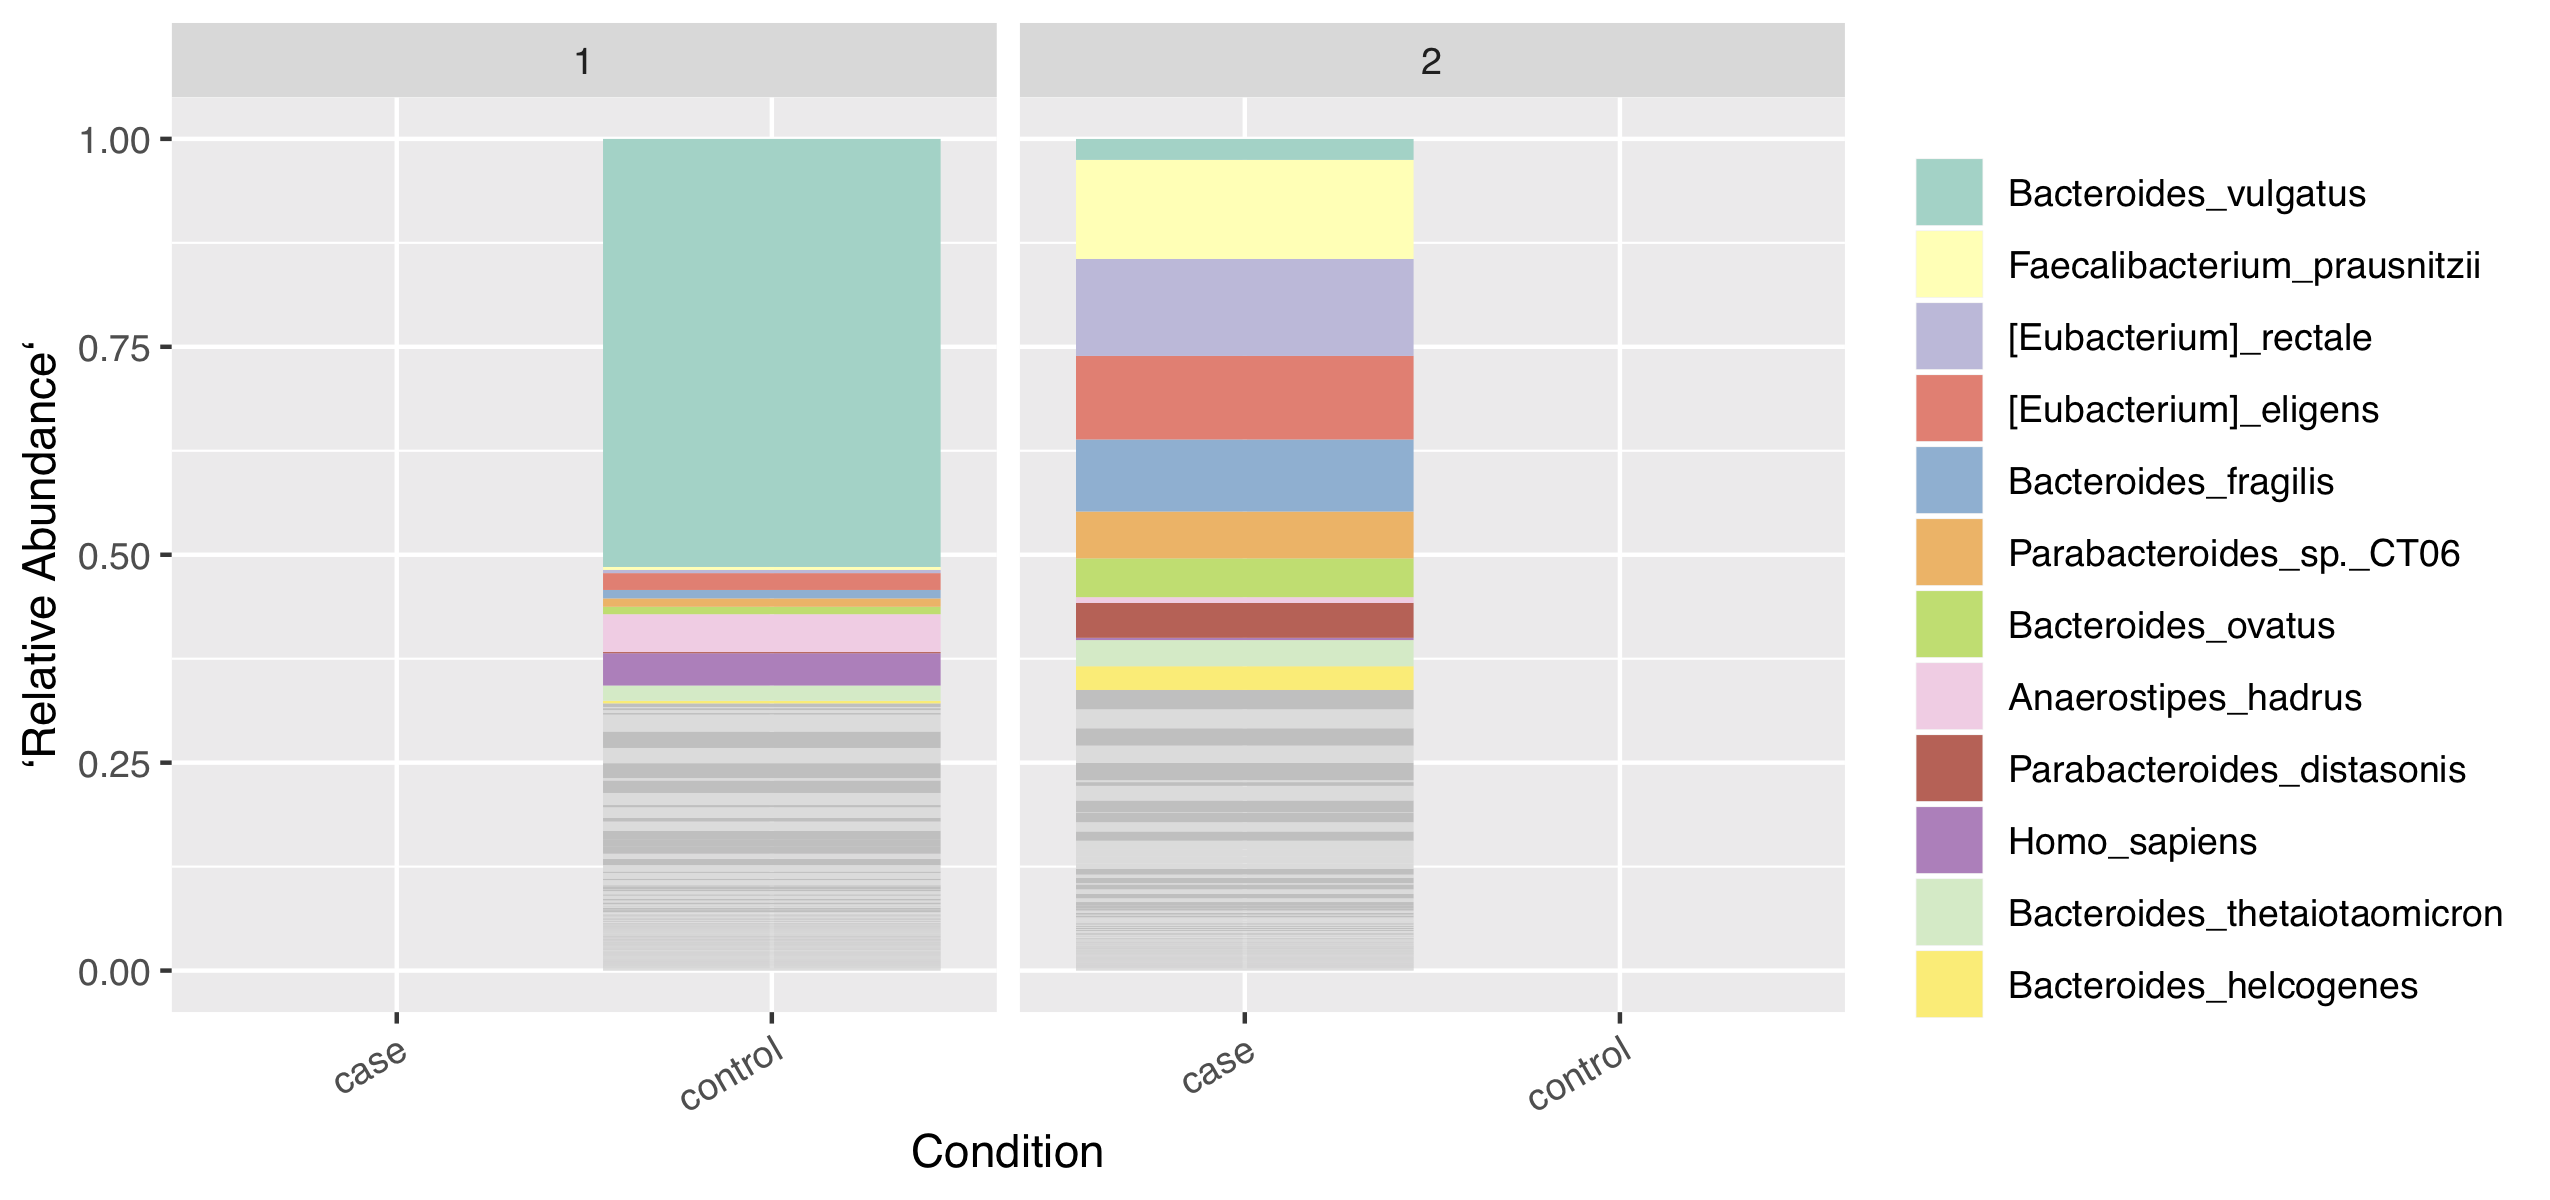 1
2
1.00
0.75
0.50
0.25
0.00
‘Relative Abundance‘
case
control
case
control
Condition
Bacteroides_vulgatus
Faecalibacterium_prausnitzii
[Eubacterium]_rectale
[Eubacterium]_eligens
Bacteroides_fragilis
Parabacteroides_sp._CT06
Bacteroides_ovatus
Anaerostipes_hadrus
Parabacteroides_distasonis
Homo_sapiens
Bacteroides_thetaiotaomicron
Bacteroides_helcogenes